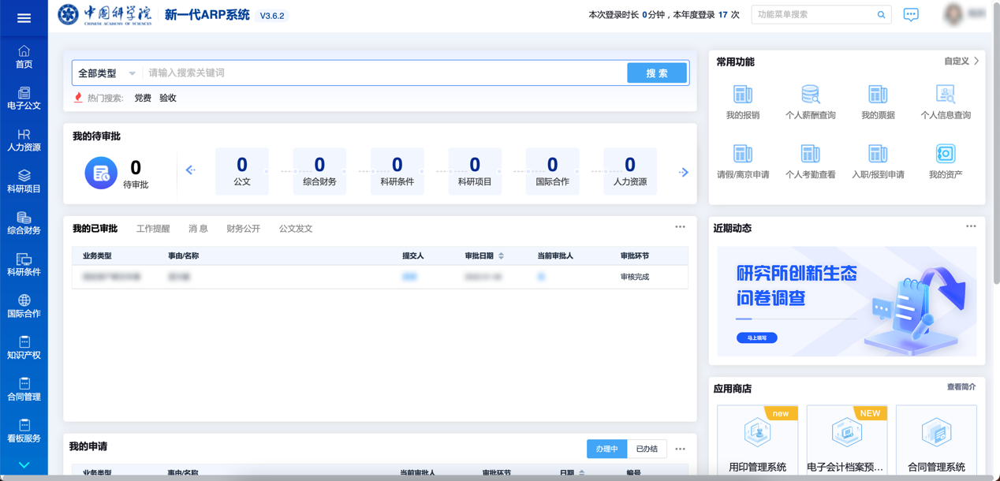 中国科学院
CHINESE ACADEMY OF SCIENCES
新一代ARP系统 V3.6.2
本次登录时长 0分钟，本年度登录 17 次
功能菜单搜索
首页
电子公文
人力资源
科研项目
综合财务
科研条件
国际合作
知识产权
合同管理
看板服务
全部类型 请输入搜索关键词 搜 索
热门搜索: 党费 验收
我的待审批
0 待审批
0 公文
0 综合财务
0 科研条件
0 科研项目
0 国际合作
0 人力资源
我的已审批 工作提醒 消 息 财务公开 公文发文
业务类型 事由/名称 提交人 审批日期 当前审批人 审批环节
审核完成
我的申请 办理中 已办结
业务类型 事由/名称 当前审批人 审批环节 日期 编号
常用功能 自定义
我的报销 个人薪酬查询 我的票据 个人信息查询
请假/离京申请 个人考勤查看 入职/报到申请 我的资产
近期动态
研究所创新生态
问卷调查
马上填写
应用商店 查看简介
new NEW
用印管理系统 电子会计档案预... 合同管理系统